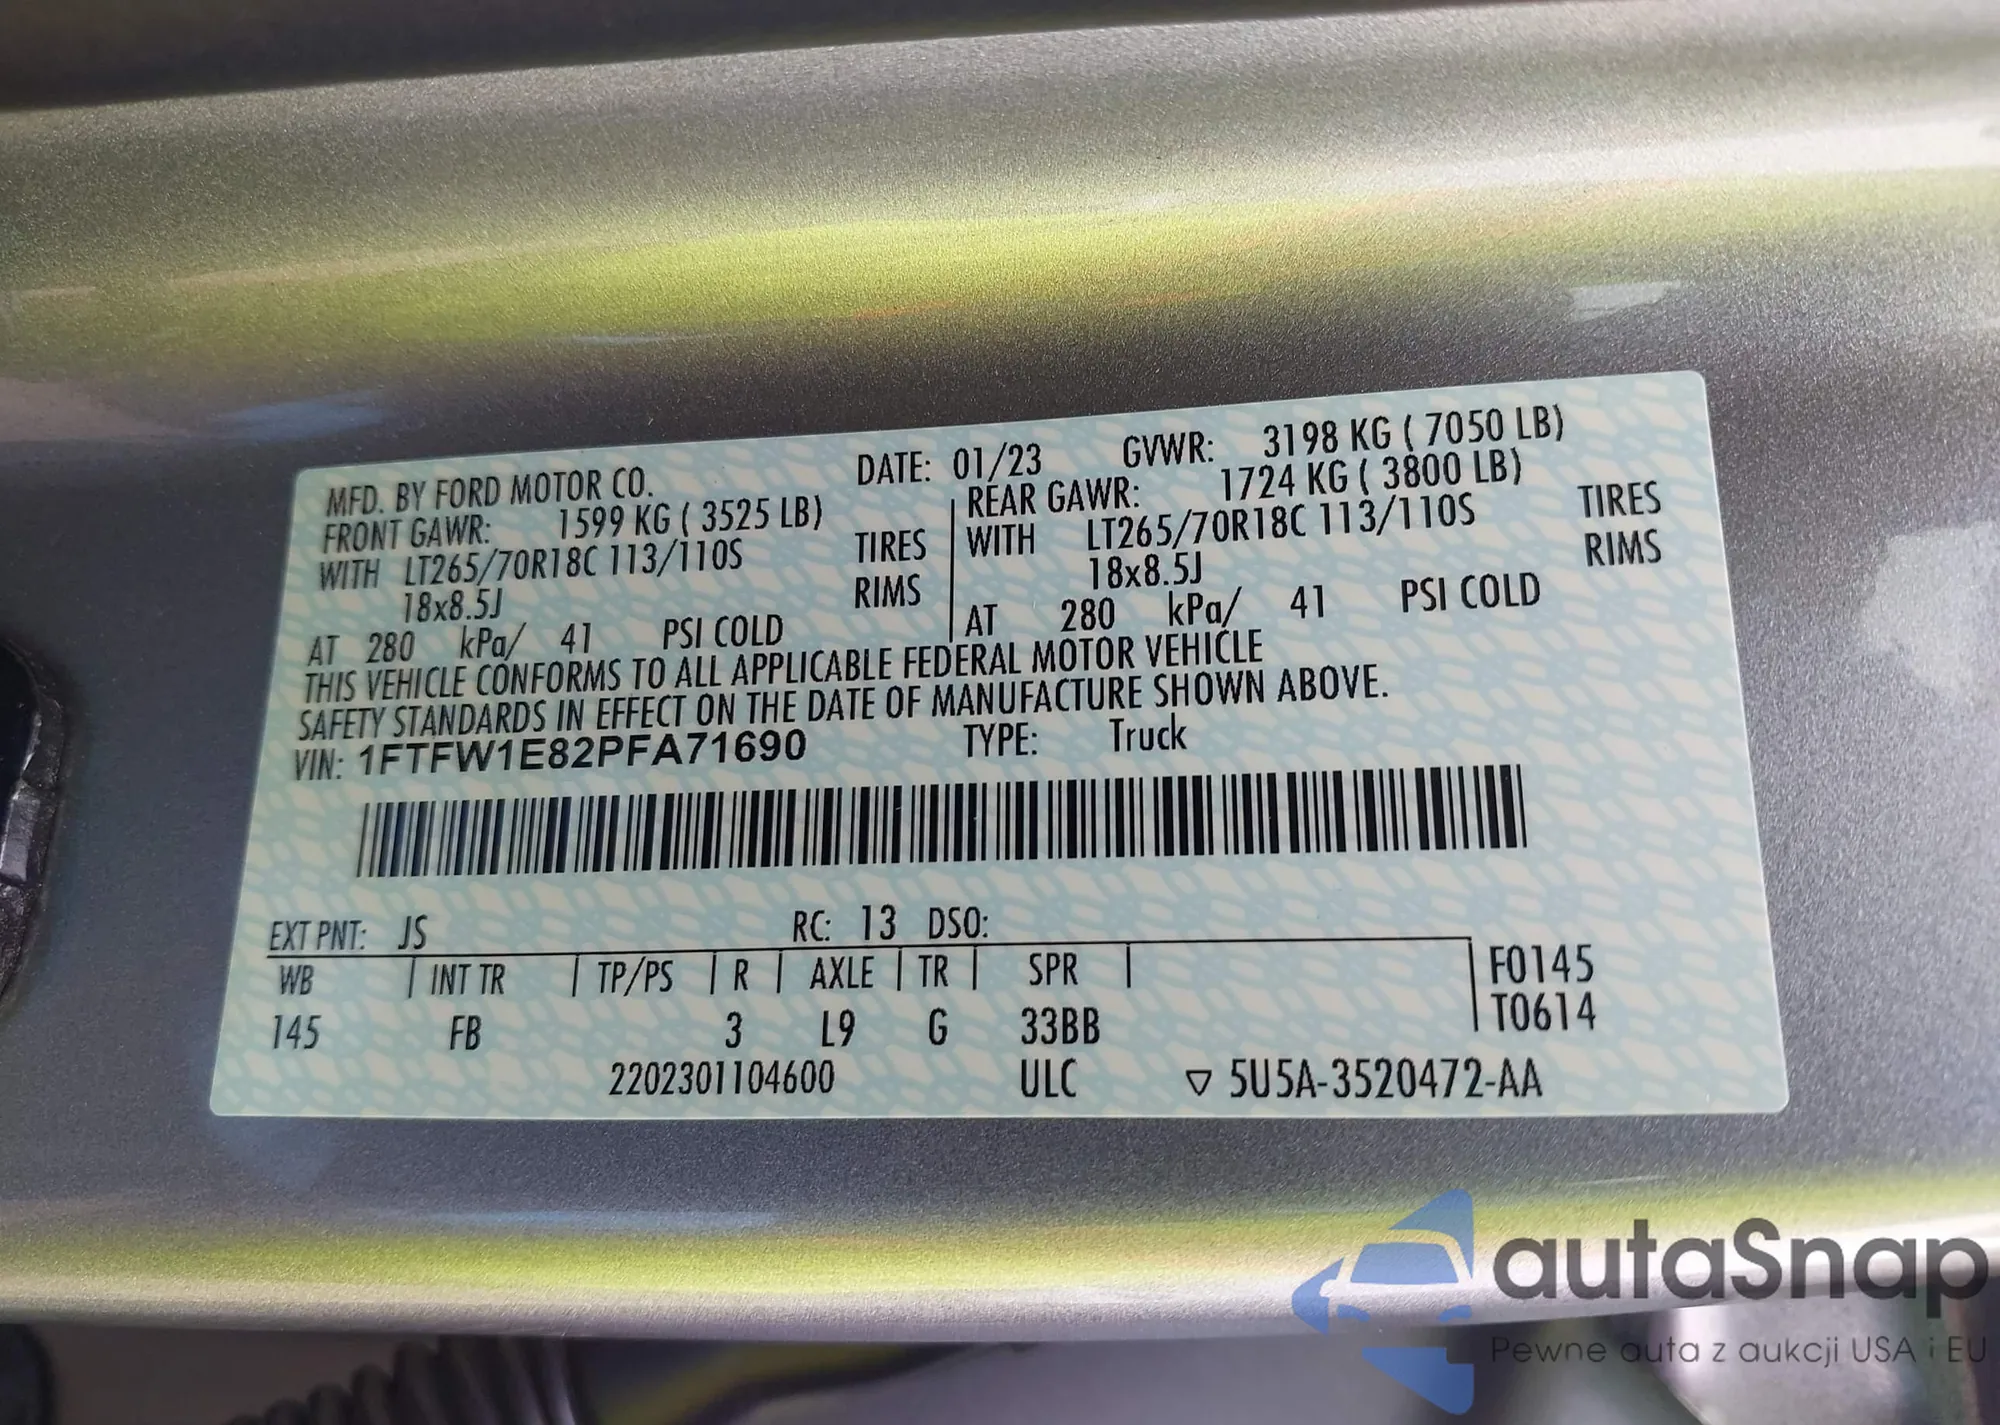 MFD. BY FORD MOTOR CO. DATE: 01/23 GVWR: 3198 KG ( 7050 LB)
FRONT GAWR: 1599 KG ( 3525 LB) REAR GAWR: 1724 KG ( 3800 LB)
WITH LT265/70R18C 113/110S TIRES WITH LT265/70R18C 113/110S TIRES
18x8.5J RIMS 18x8.5J RIMS
AT 280 kPa/ 41 PSI COLD AT 280 kPa/ 41 PSI COLD
THIS VEHICLE CONFORMS TO ALL APPLICABLE FEDERAL MOTOR VEHICLE
SAFETY STANDARDS IN EFFECT ON THE DATE OF MANUFACTURE SHOWN ABOVE.
VIN: 1FTFW1E82PFA71690 TYPE: Truck
EXT PNT: JS RC: 13 DSO:
WB INT TR TP/PS R AXLE TR SPR F0145
145 FB 3 L9 G 33BB T0614
2202301104600 ULC ▽ 5U5A-3520472-AA
autaSnap
Pewne auta z aukcji USA i EU